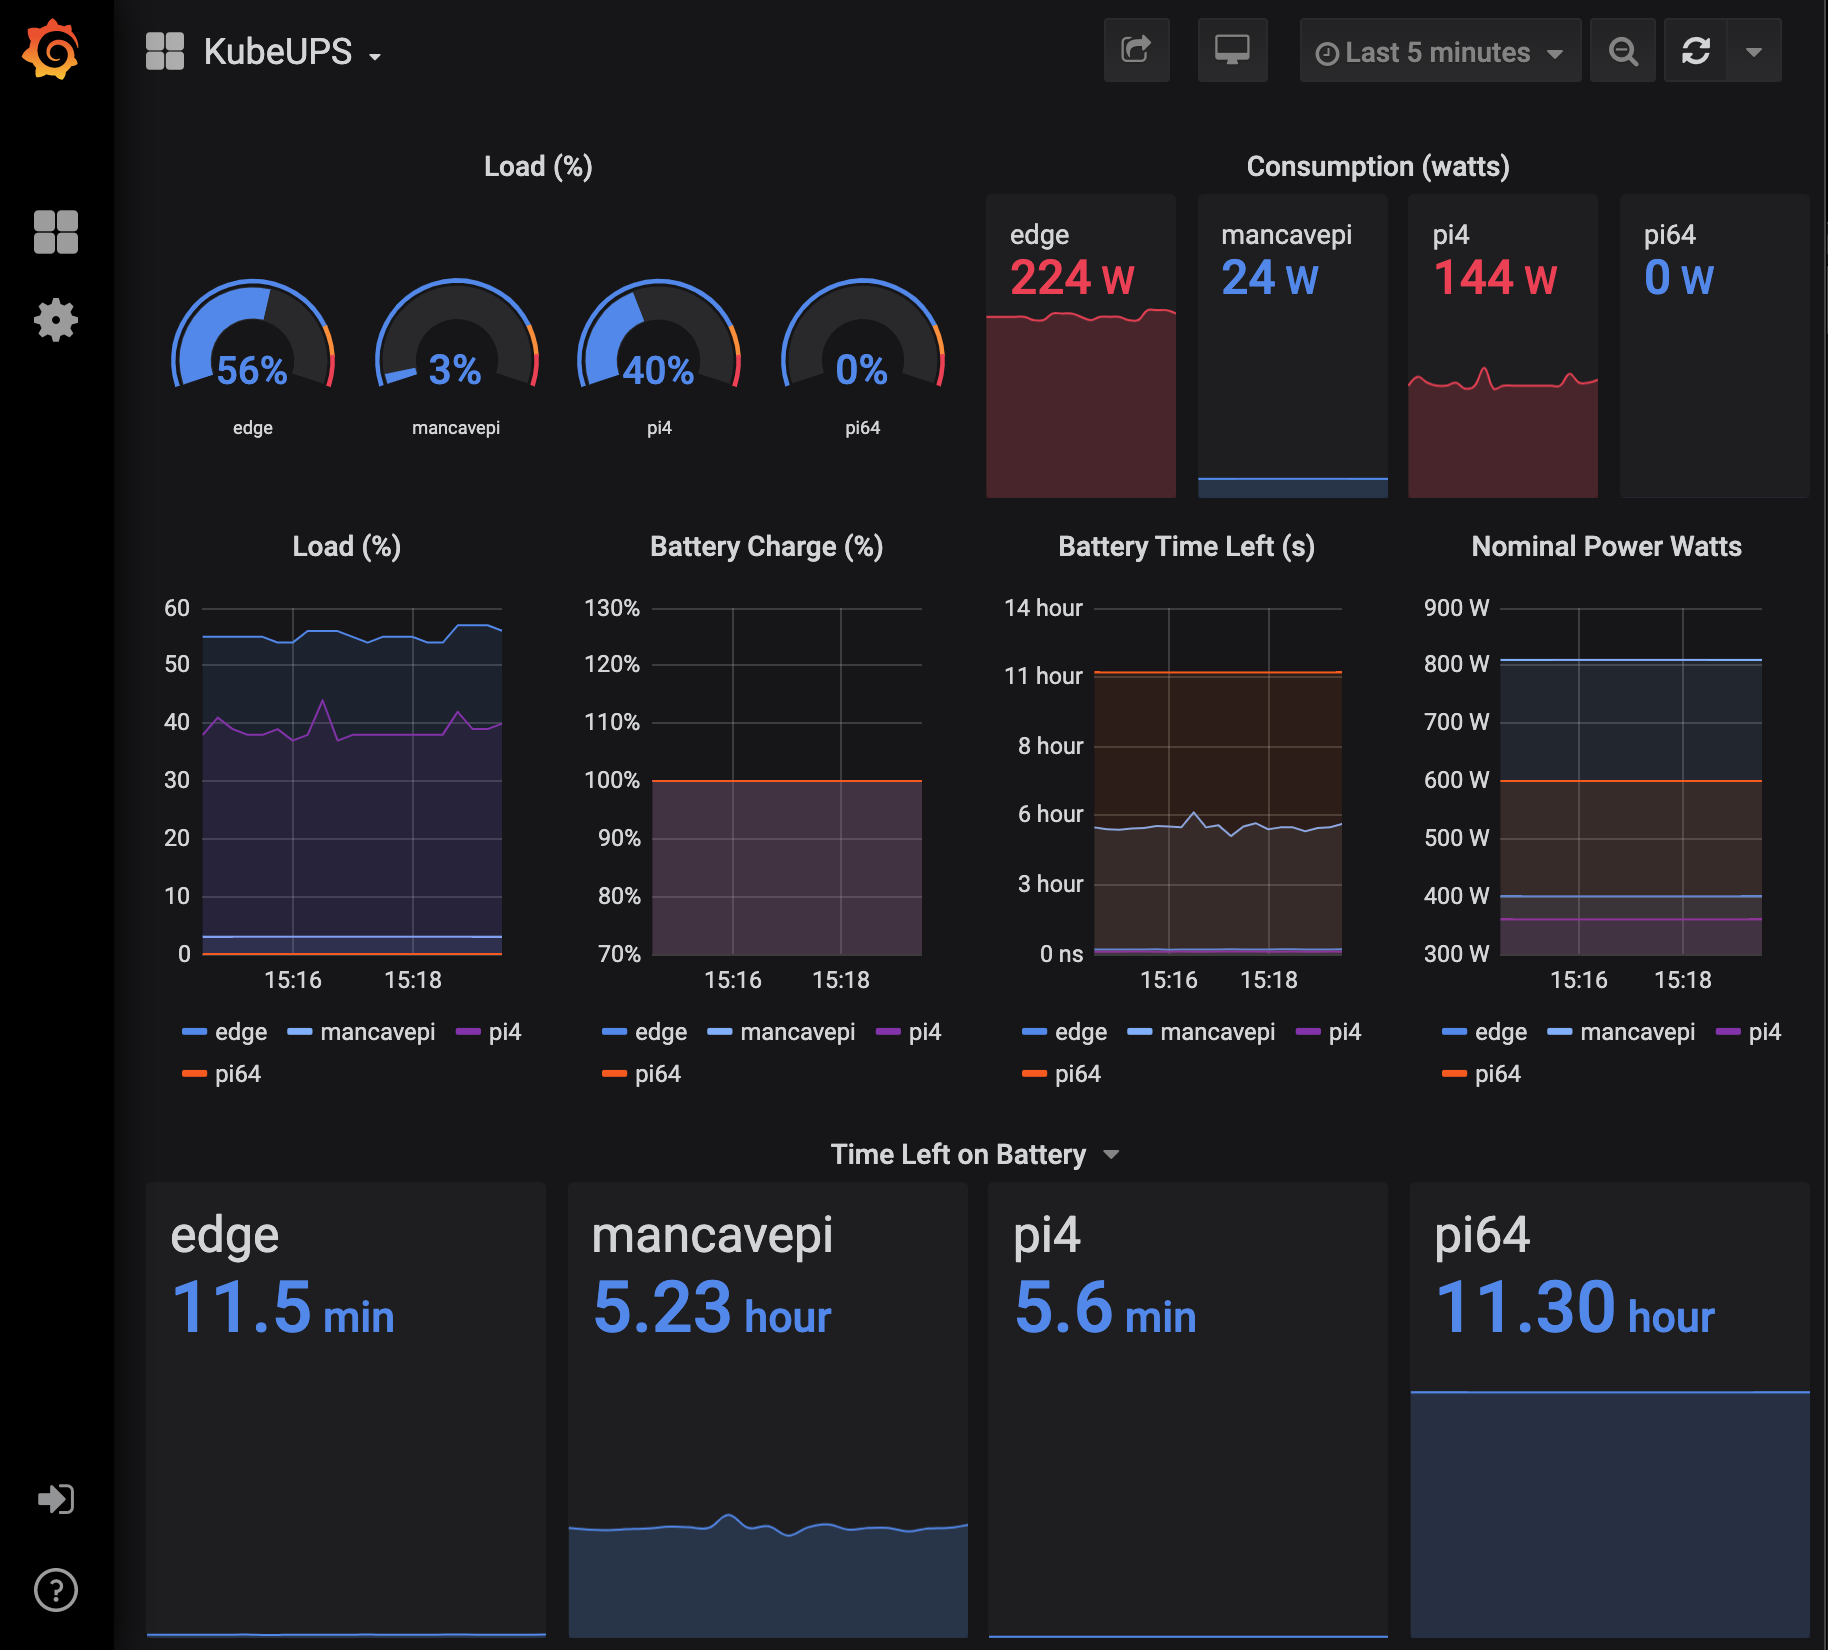 KubeUPS
Last 5 minutes
Load (%)
56%
edge
3%
mancavepi
40%
pi4
0%
pi64
Consumption (watts)
edge
224 W
mancavepi
24 W
pi4
144 W
pi64
0 W
Load (%)
60
50
40
30
20
10
0
15:16 15:18
edge mancavepi pi4
pi64
Battery Charge (%)
130%
120%
110%
100%
90%
80%
70%
15:16 15:18
edge mancavepi pi4
pi64
Battery Time Left (s)
14 hour
11 hour
8 hour
6 hour
3 hour
0 ns
15:16 15:18
edge mancavepi pi4
pi64
Nominal Power Watts
900 W
800 W
700 W
600 W
500 W
400 W
300 W
15:16 15:18
edge mancavepi pi4
pi64
Time Left on Battery
edge
11.5 min
mancavepi
5.23 hour
pi4
5.6 min
pi64
11.30 hour
?